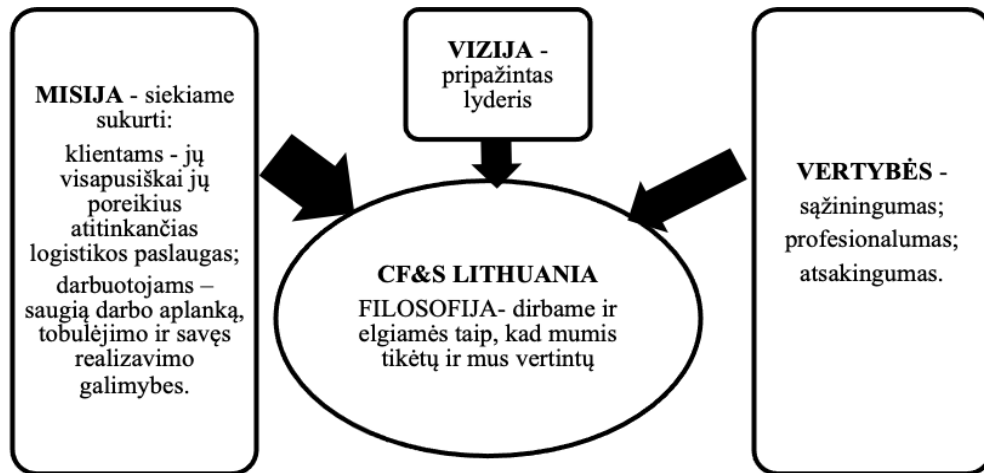 MISIJA - siekiame
sukurti:
klientams - jų
visapusiškai jų
poreikius
atitinkančias
logistikos paslaugas;
darbuotojams –
saugią darbo aplanką,
tobulėjimo ir savęs
realizavimo
galimybes.
VIZIJA -
pripažintas
lyderis
VERTYBĖS -
sąžiningumas;
profesionalumas;
atsakingumas.
CF&S LITHUANIA
FILOSOFIJA- dirbame ir
elgiamės taip, kad mumis
tikėtų ir mus vertintų